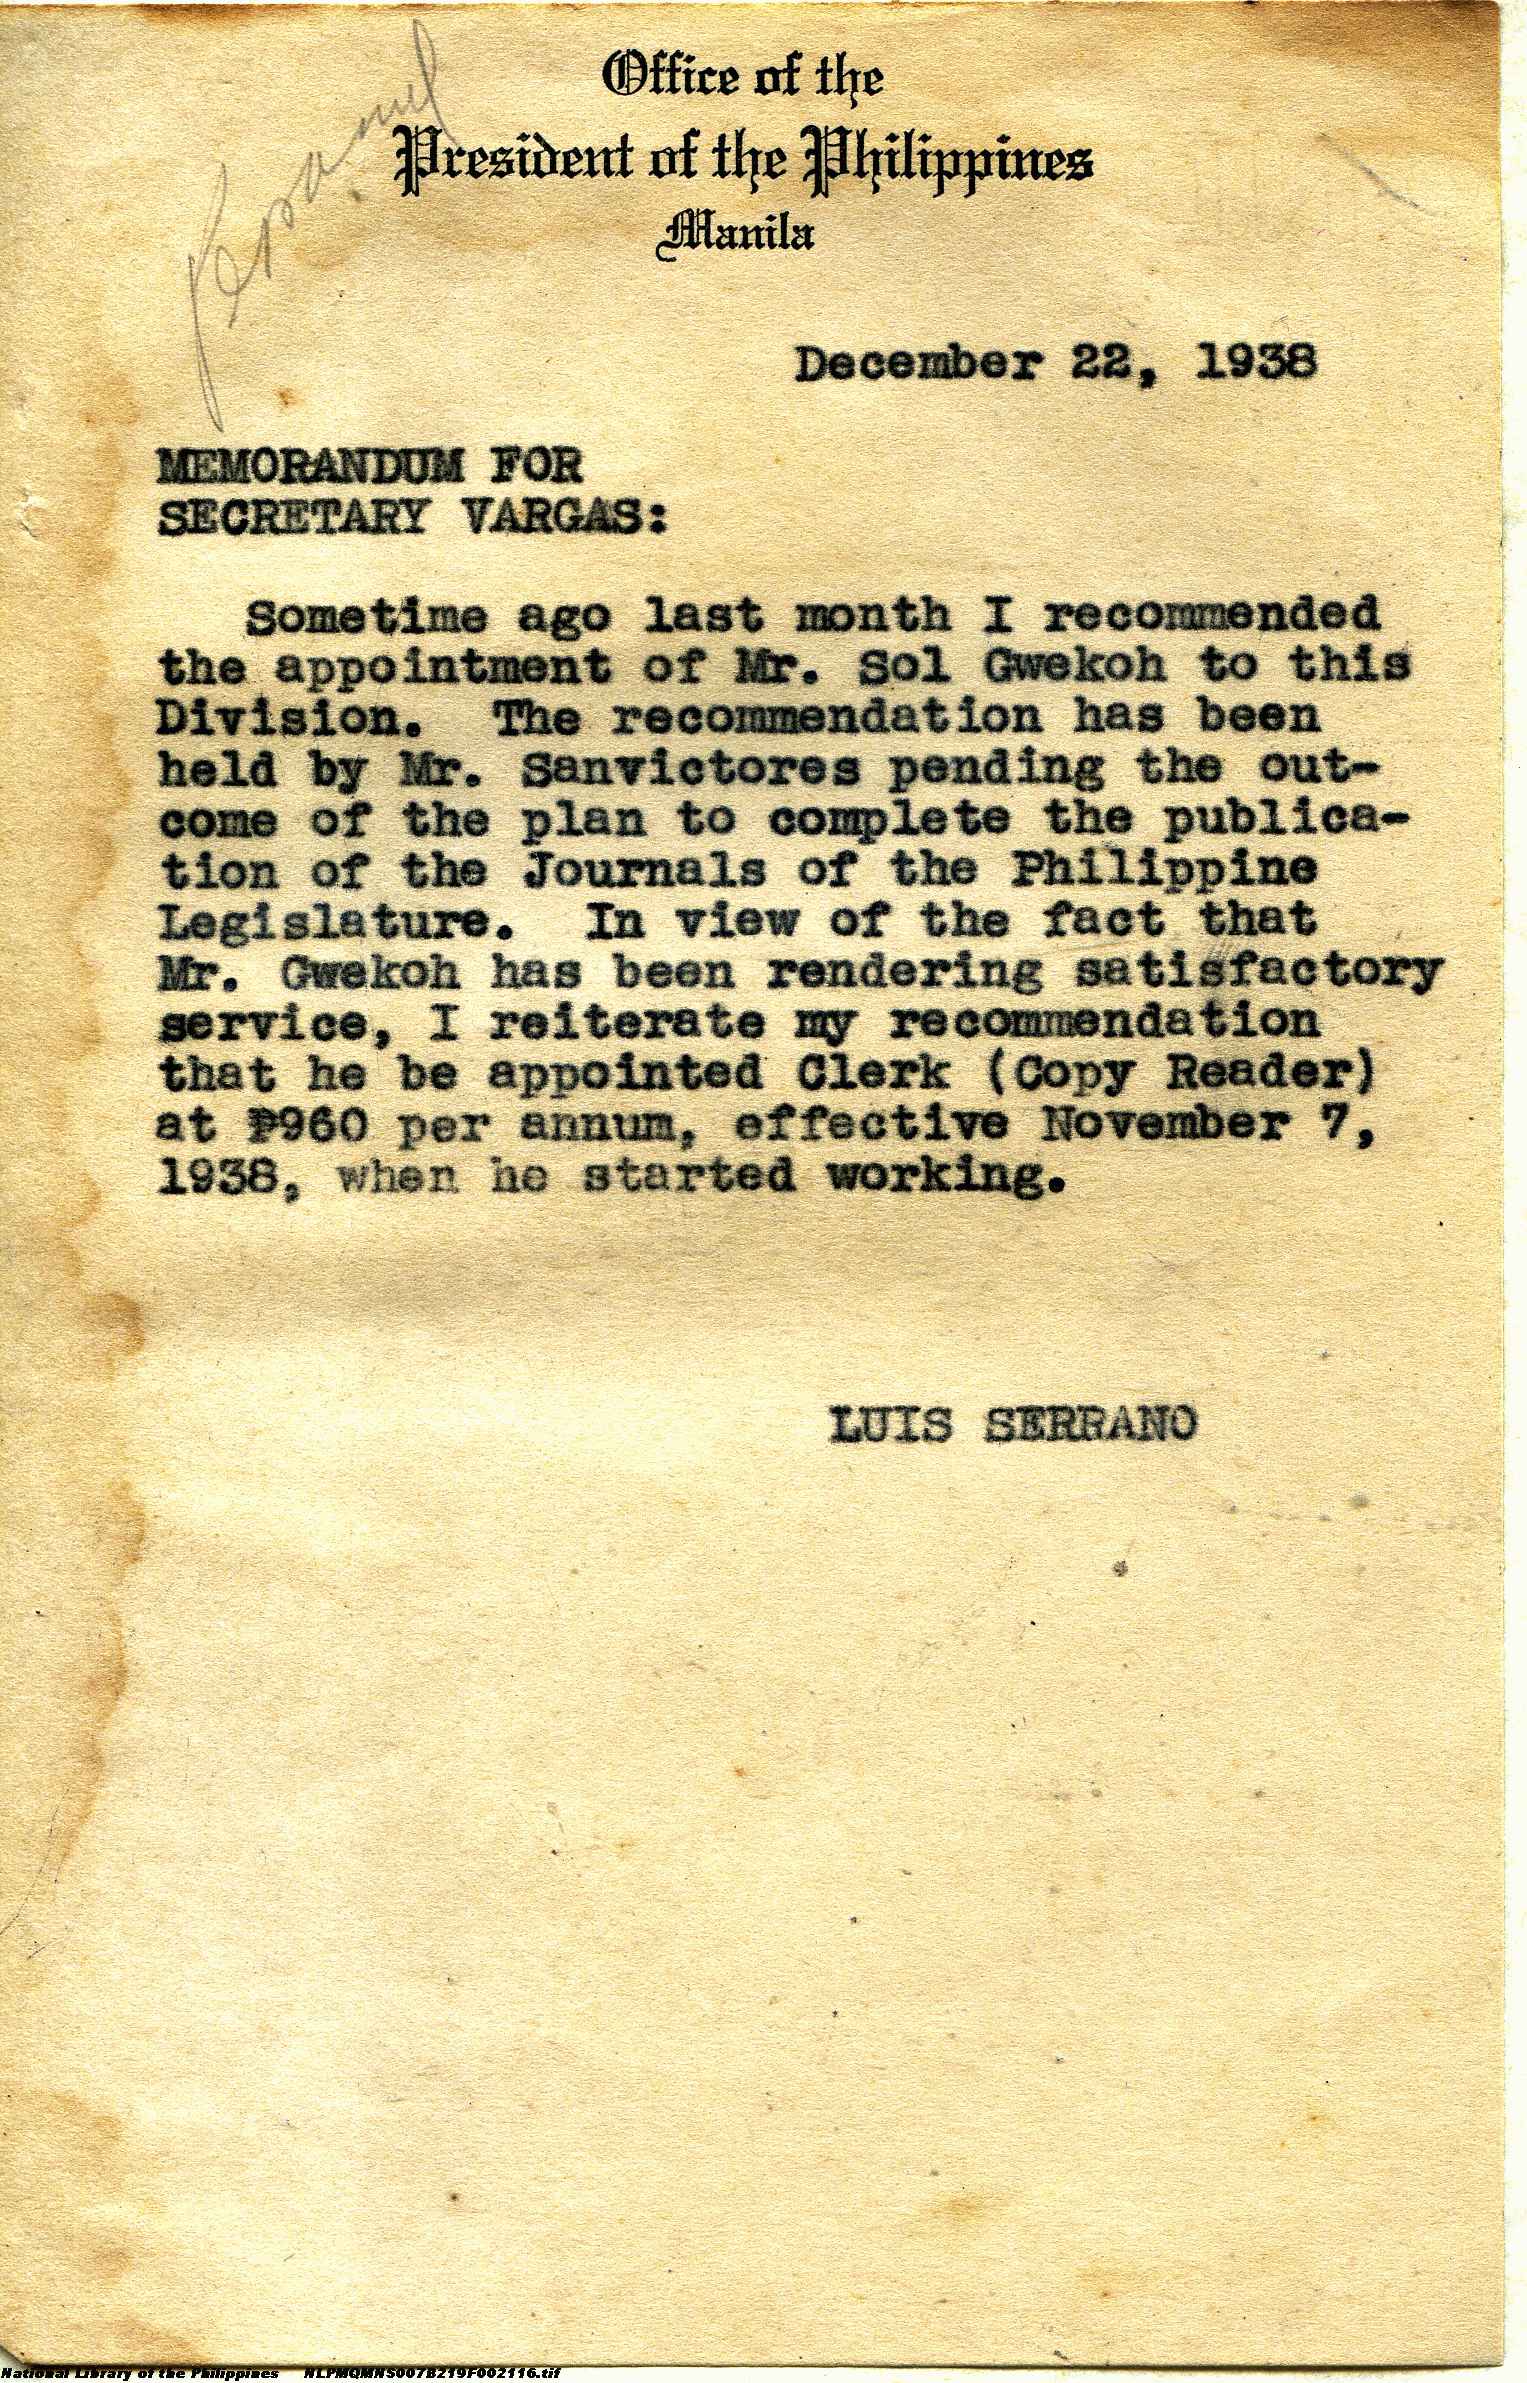 Office of the
President of the Philippines
Manila
December 22, 1938
MEMORANDUM FOR
SECRETARY VARGAS:
Sometime ago last month I recommended
the appointment of Mr. Sol Gwekoh to this
Division. The recommendation has been
held by Mr. Sanvictores pending the out-
come of the plan to complete the publica-
tion of the Journals of the Philippine
Legislature. In view of the fact that
Mr. Gwekoh has been rendering satisfactory
service, I reiterate my recommendation
that he be appointed Clerk (Copy Reader)
at ₱960 per annum, effective November 7,
1938, when he started working.
LUIS SERRANO
National Library of the Philippines NLPMQMNS007B219F002116.tif